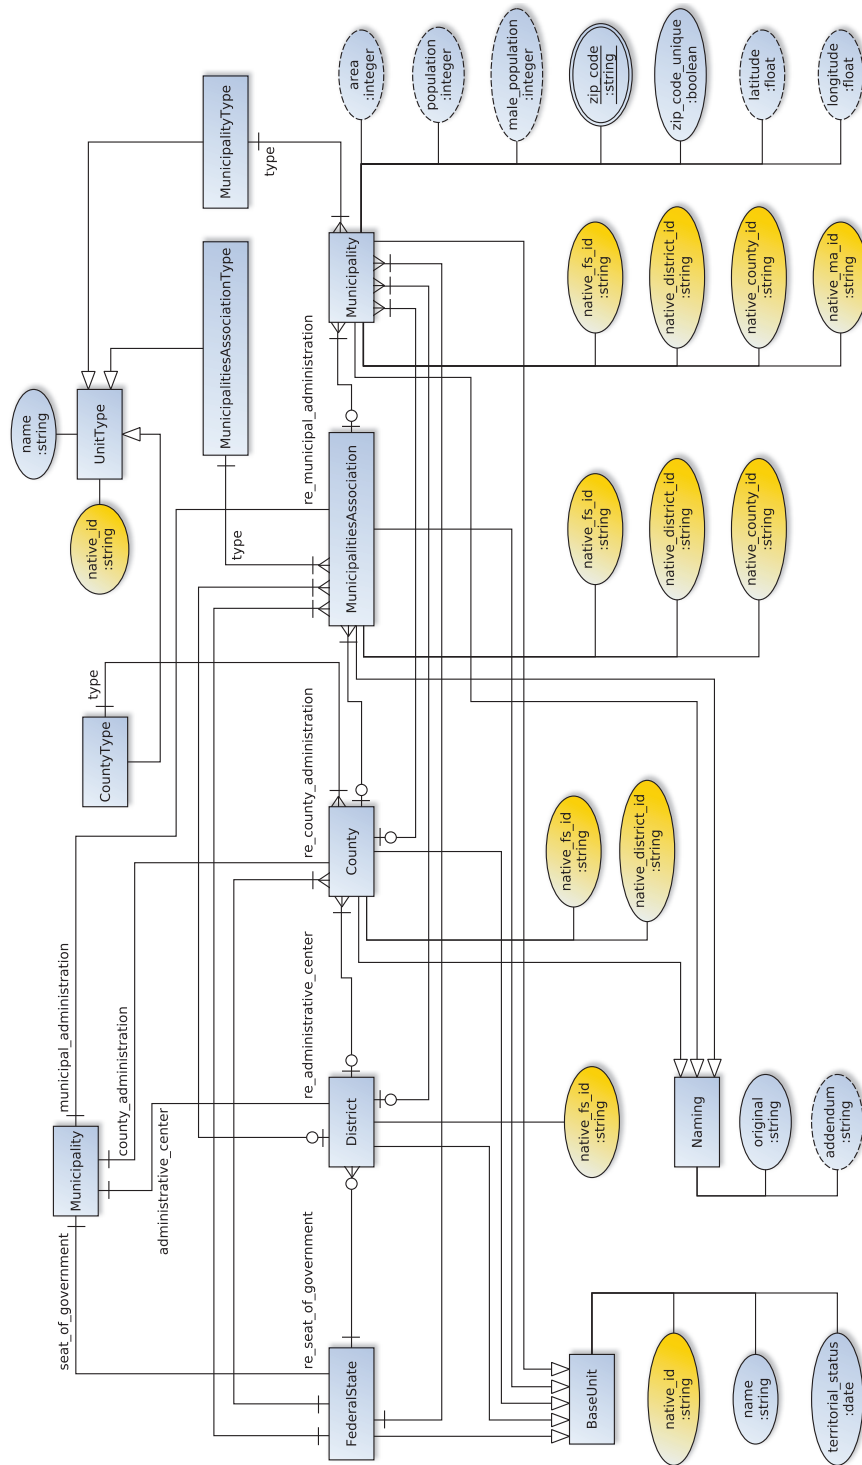 name
:string
seat_of_government
municipal_administration
Municipality
native_id
:string
UnitType
type
CountyType
county_administration
administrative_center
MunicipalitiesAssociationType
MunicipalityType
type
type
re_seat_of_government
re_administrative_center
re_county_administration
re_municipal_administration
FederalState
District
County
MunicipalitiesAssociation
Municipality
area
:integer
population
:integer
male_population
:integer
zip_code
:string
zip_code_unique
:boolean
latitude
:float
longitude
:float
native_fs_id
:string
native_district_id
:string
native_county_id
:string
native_ma_id
:string
native_fs_id
:string
native_district_id
:string
native_county_id
:string
native_fs_id
:string
native_district_id
:string
native_fs_id
:string
BaseUnit
native_id
:string
name
:string
territorial_status
:date
Naming
original
:string
addendum
:string